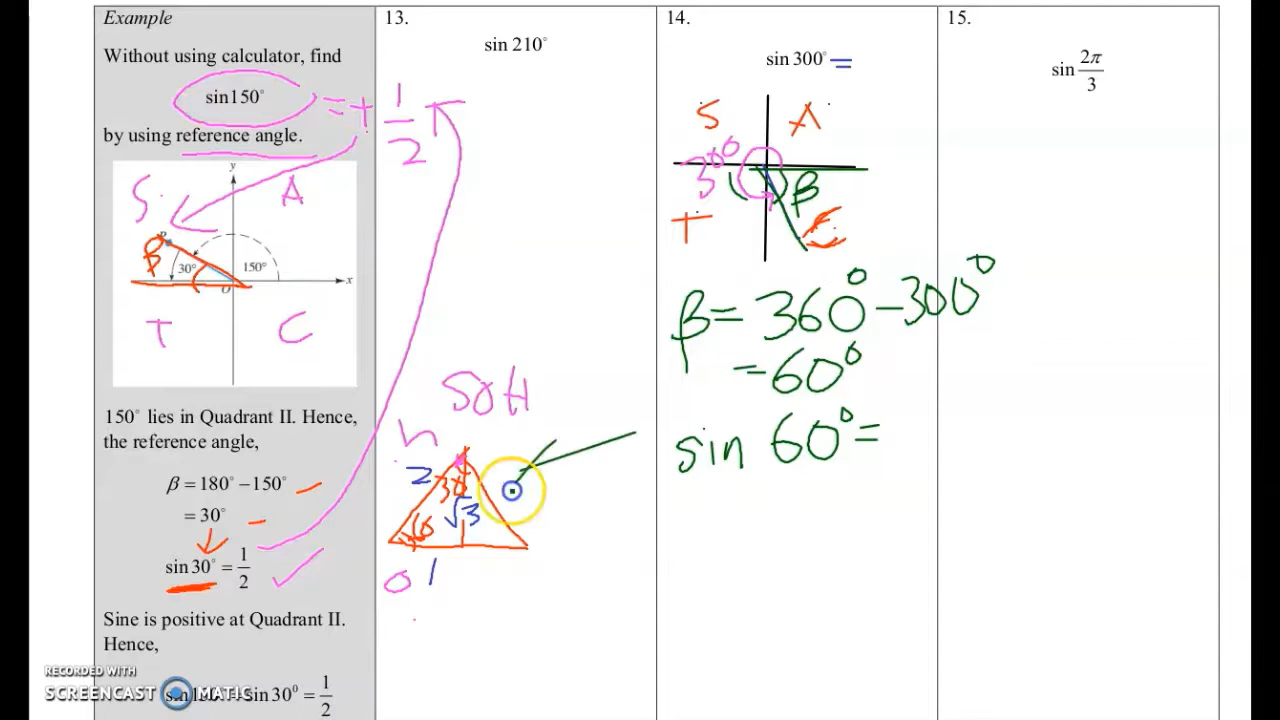 Example
Without using calculator, find
sin150° = + 1/2
by using reference angle.
y
S
A
P
β
30°
150°
O
x
T
C
150° lies in Quadrant II. Hence,
the reference angle,
β = 180° − 150°
= 30°
sin 30° = 1/2
Sine is positive at Quadrant II.
Hence,
sin 30° = 1/2
RECORDED WITH
SCREENCAST MATIC
13.
sin 210°
SOH
h
2
30
√3
60
O
1
14.
sin 300° =
S
A
300
β
T
C
β = 360° − 300°
= 60°
sin 60° =
15.
sin 2π/3